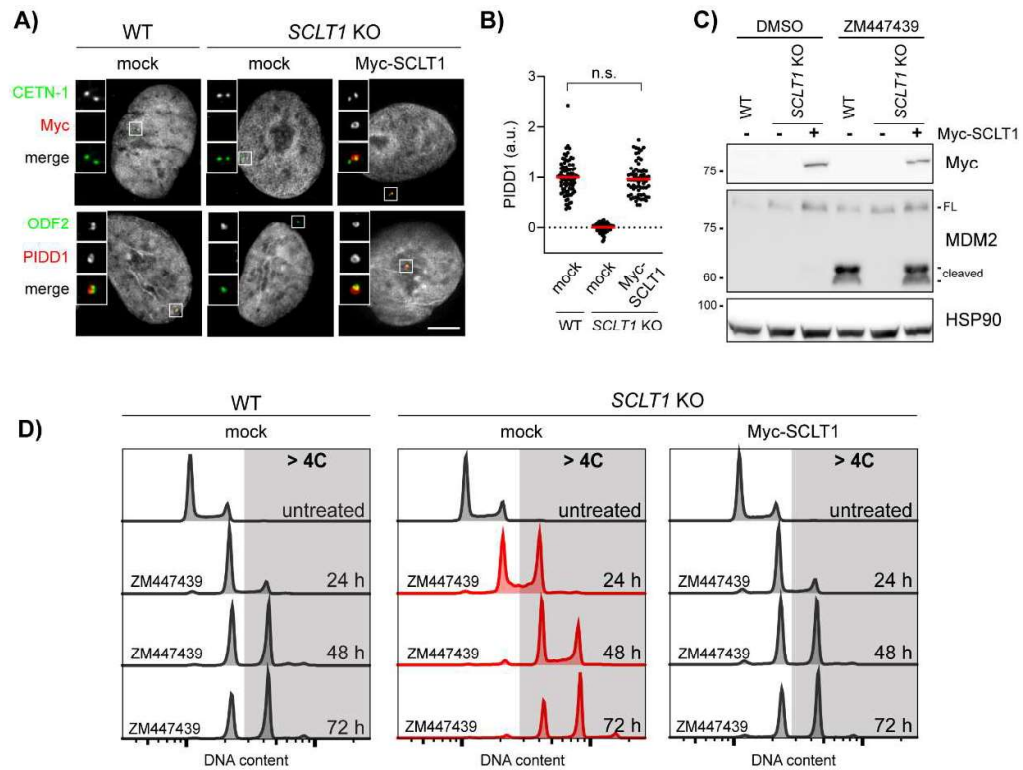 A)
WT
SCLT1 KO
mock
mock
Myc-SCLT1
CETN-1
Myc
merge
ODF2
PIDD1
merge
B)
n.s.
3
2
1
0
PIDD1 (a.u.)
mock
mock
Myc-
SCLT1
WT
SCLT1 KO
C)
DMSO
ZM447439
WT
SCLT1 KO
WT
SCLT1 KO
- - + - - + Myc-SCLT1
75 - Myc
- FL
75 -
MDM2
60 - cleaved
100 -
HSP90
D)
WT
SCLT1 KO
mock
mock
Myc-SCLT1
> 4C
untreated
ZM447439 24 h
ZM447439 48 h
ZM447439 72 h
DNA content
> 4C
untreated
ZM447439 24 h
ZM447439 48 h
ZM447439 72 h
DNA content
> 4C
untreated
ZM447439 24 h
ZM447439 48 h
ZM447439 72 h
DNA content